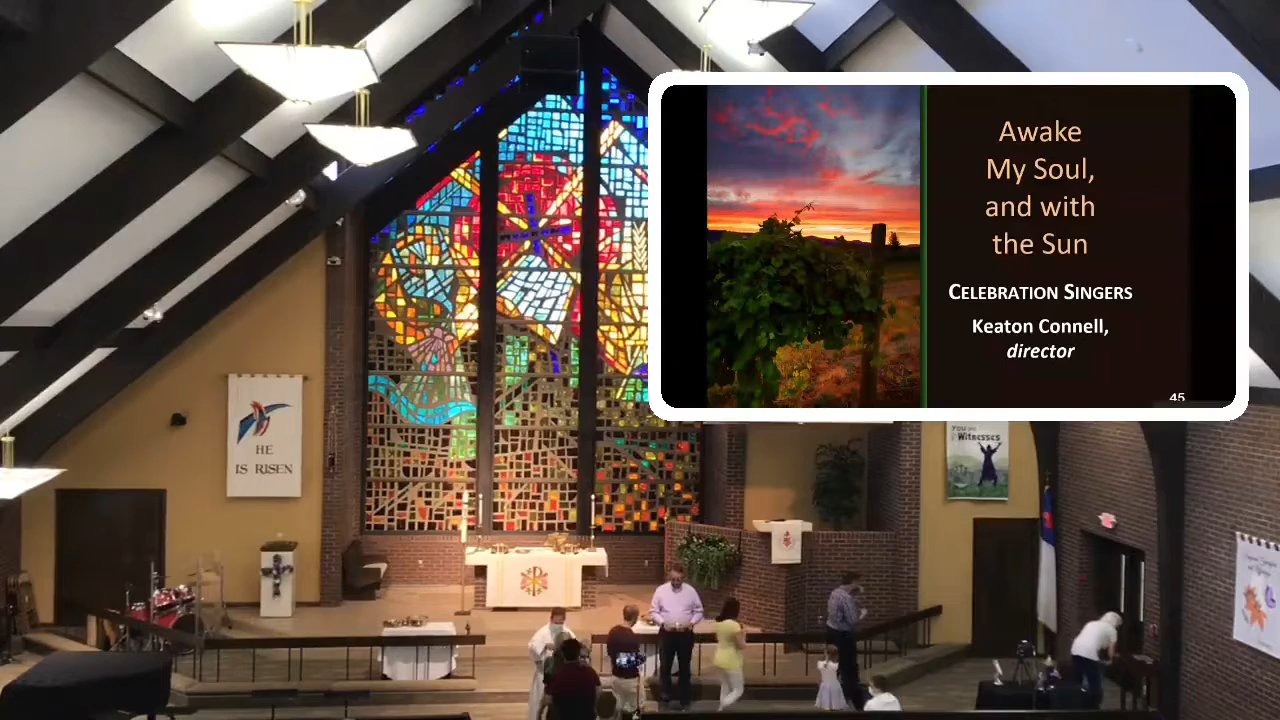 Awake
My Soul,
and with
the Sun
CELEBRATION SINGERS
Keaton Connell,
director
45
HE
IS RISEN
YOU are
Witnesses